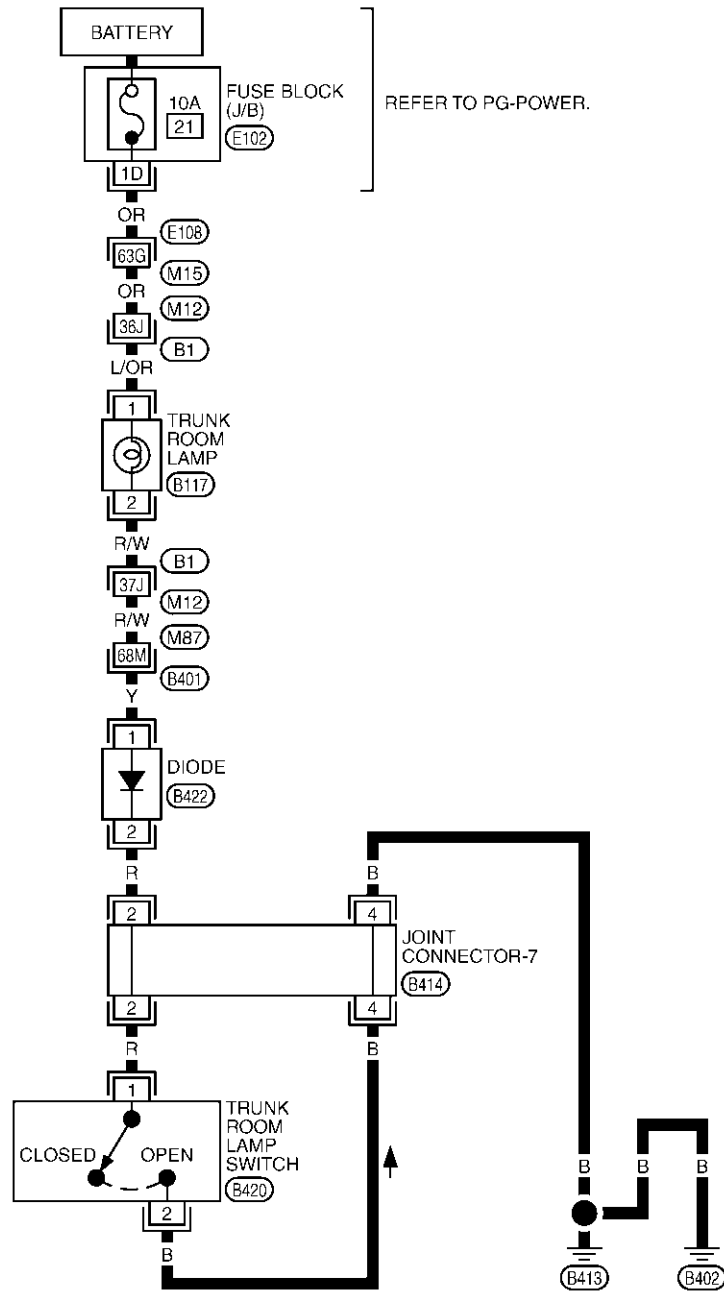 BATTERY
10A
21
FUSE BLOCK
(J/B)
E102
REFER TO PG-POWER.
1D
OR
E108
63G
M15
OR
M12
36J
B1
L/OR
1
TRUNK
ROOM
LAMP
B117
2
R/W
B1
37J
M12
R/W
M87
68M
B401
Y
1
DIODE
B422
2
R
B
2
4
JOINT
CONNECTOR-7
B414
2
4
R
B
1
TRUNK
ROOM
LAMP
SWITCH
B420
CLOSED
OPEN
2
B
B
B
B
B413
B402